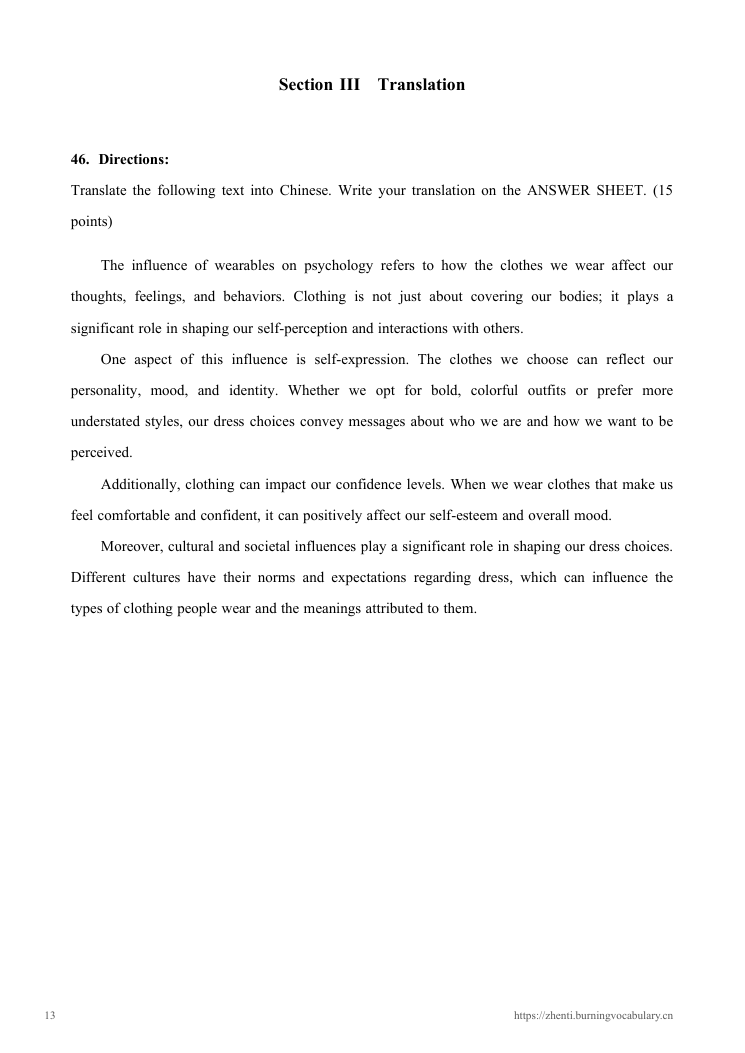 Section III Translation
46. Directions:
Translate the following text into Chinese. Write your translation on the ANSWER SHEET. (15
points)
The influence of wearables on psychology refers to how the clothes we wear affect our
thoughts, feelings, and behaviors. Clothing is not just about covering our bodies; it plays a
significant role in shaping our self-perception and interactions with others.
One aspect of this influence is self-expression. The clothes we choose can reflect our
personality, mood, and identity. Whether we opt for bold, colorful outfits or prefer more
understated styles, our dress choices convey messages about who we are and how we want to be
perceived.
Additionally, clothing can impact our confidence levels. When we wear clothes that make us
feel comfortable and confident, it can positively affect our self-esteem and overall mood.
Moreover, cultural and societal influences play a significant role in shaping our dress choices.
Different cultures have their norms and expectations regarding dress, which can influence the
types of clothing people wear and the meanings attributed to them.
13
https://zhenti.burningvocabulary.cn